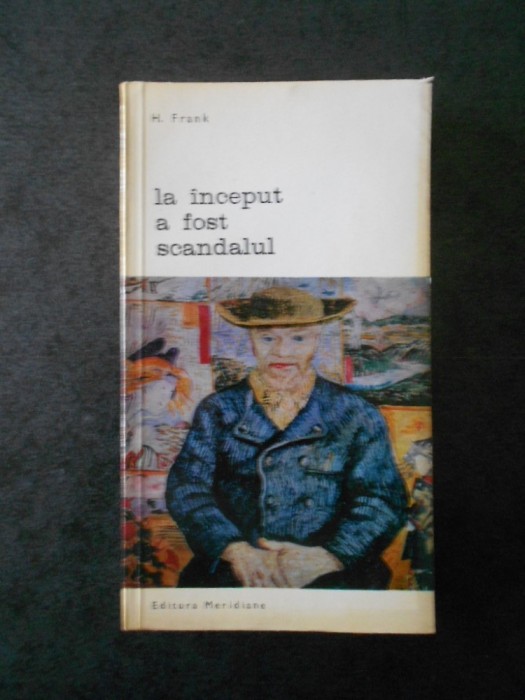 H. Frank
la început
a fost
scandalul
Editura Meridiane